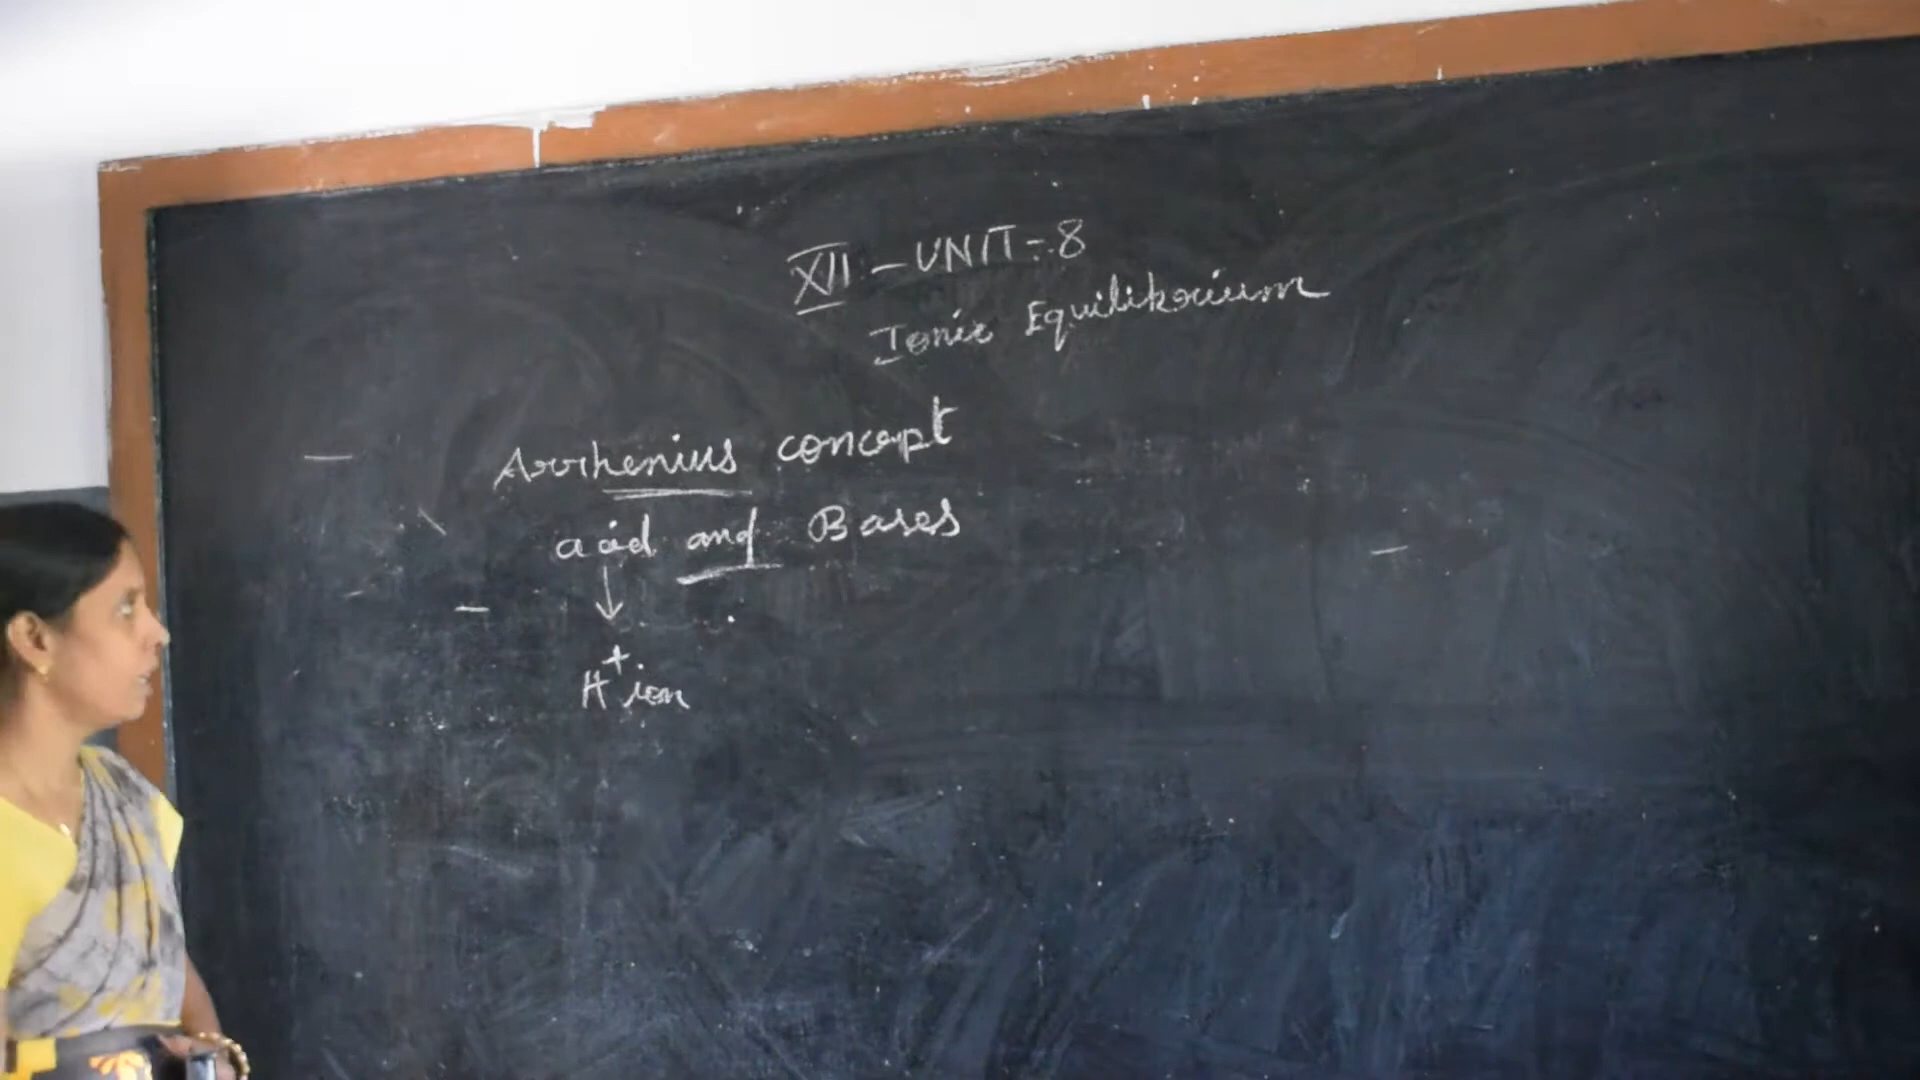 XII - UNIT - 8
Ionic Equilibrium
Arrhenius concept
acid and Bases
↓
H⁺ ion